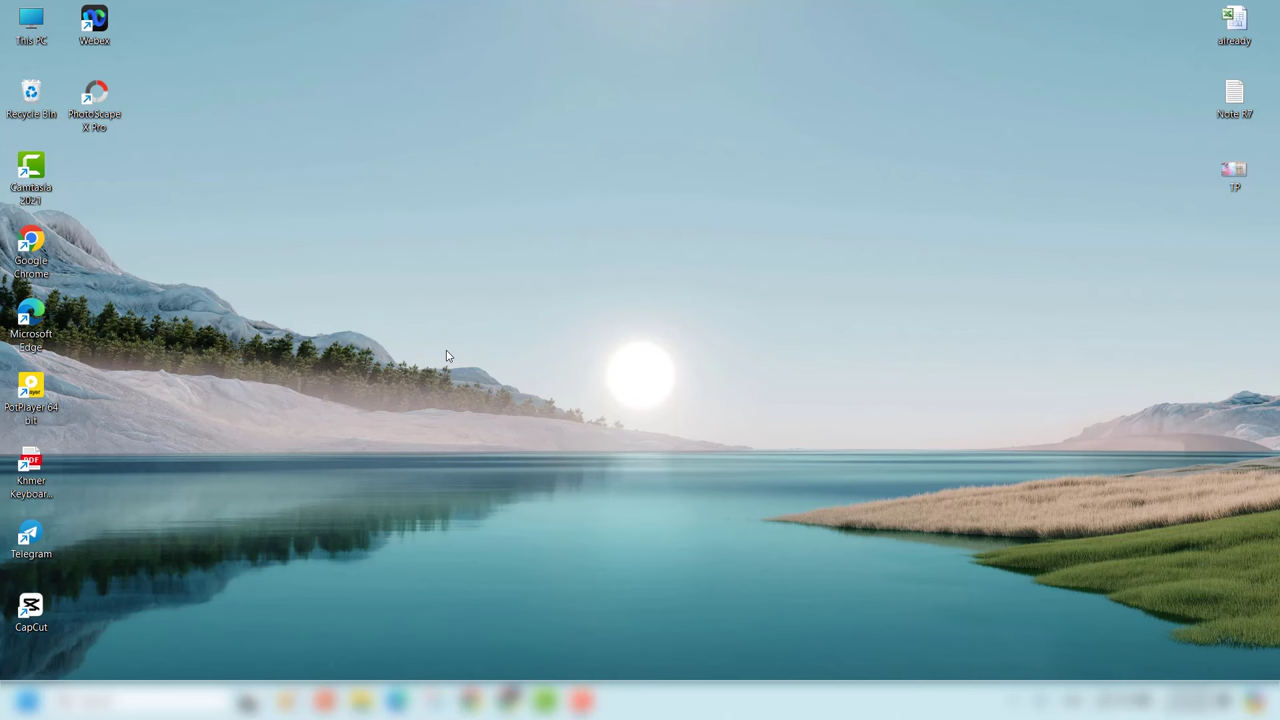 This PC
Webex
Recycle Bin
PhotoScape
X Pro
Camtasia
2021
Google
Chrome
Microsoft
Edge
PotPlayer 64
bit
PDF
Khmer
Keyboar...
Telegram
CapCut
already
Note R7
TP